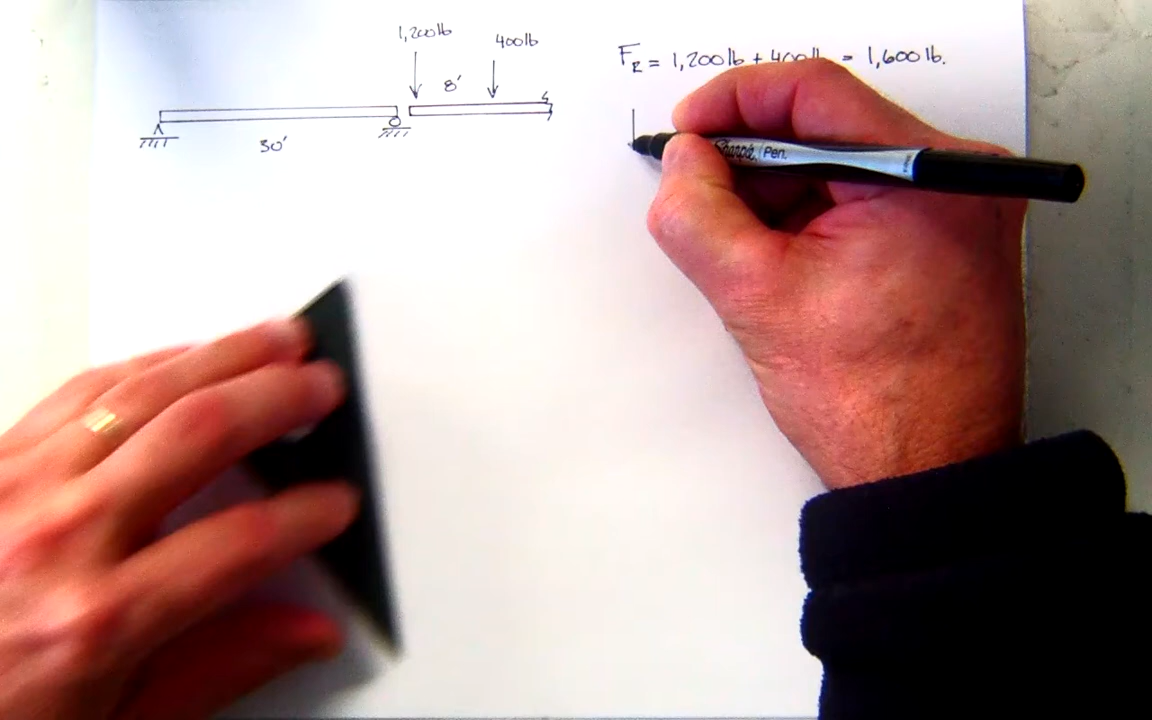 1,200lb
400lb
8'
30'
F_R = 1,200lb + 400lb = 1,600lb.
Sharpie. Pen.